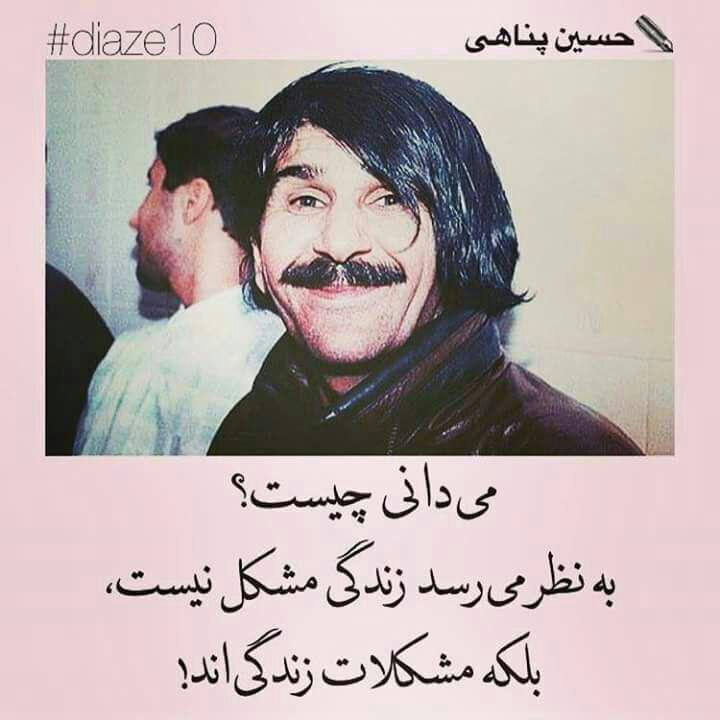 #diaze10
حسین پناهی
می‌دانی چیست؟
به نظر می‌رسد زندگی مشکل نیست،
بلکه مشکلات زندگی‌اند!